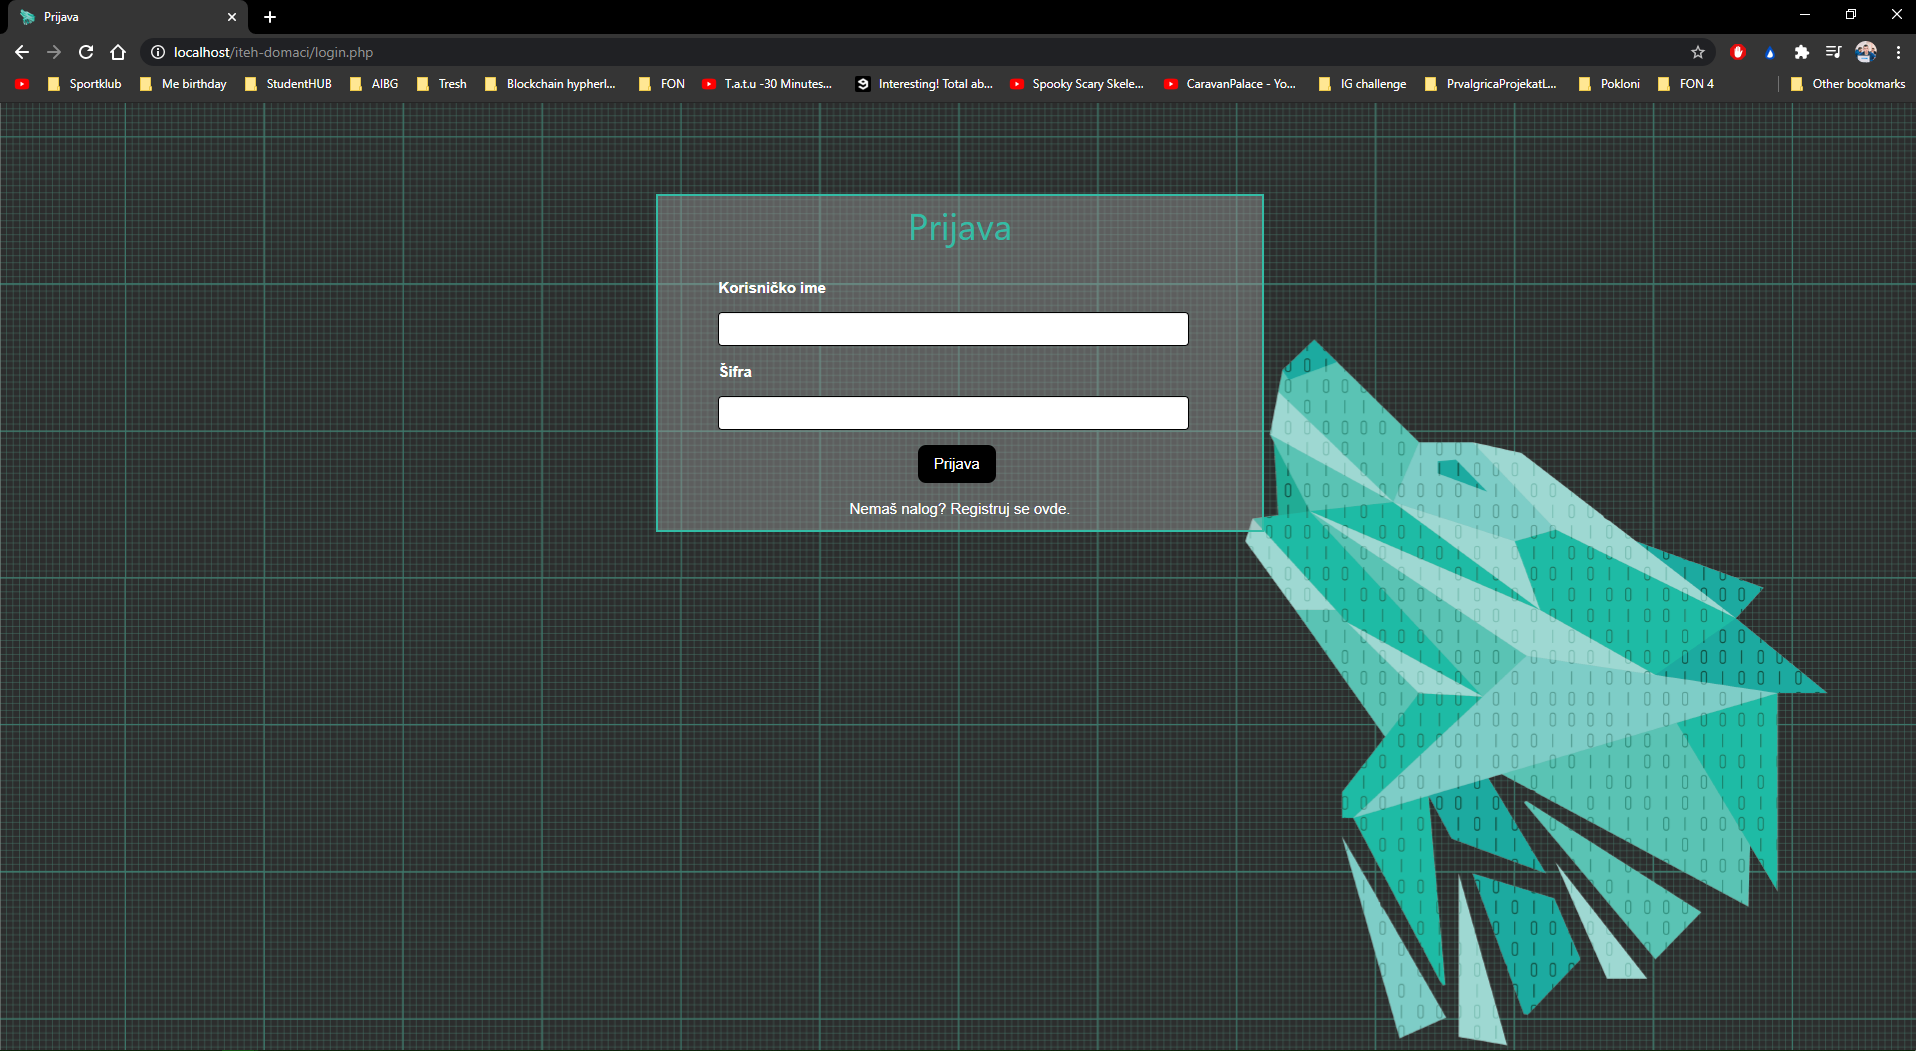 Prijava
localhost/iteh-domaci/login.php
Sportklub Me birthday StudentHUB AIBG Tresh Blockchain hypherl... FON T.a.t.u -30 Minutes... Interesting! Total ab... Spooky Scary Skele... CaravanPalace - Yo... IG challenge PrvaIgricaProjekatL... Pokloni FON 4 Other bookmarks
Prijava
Korisničko ime
Šifra
Prijava
Nemaš nalog? Registruj se ovde.